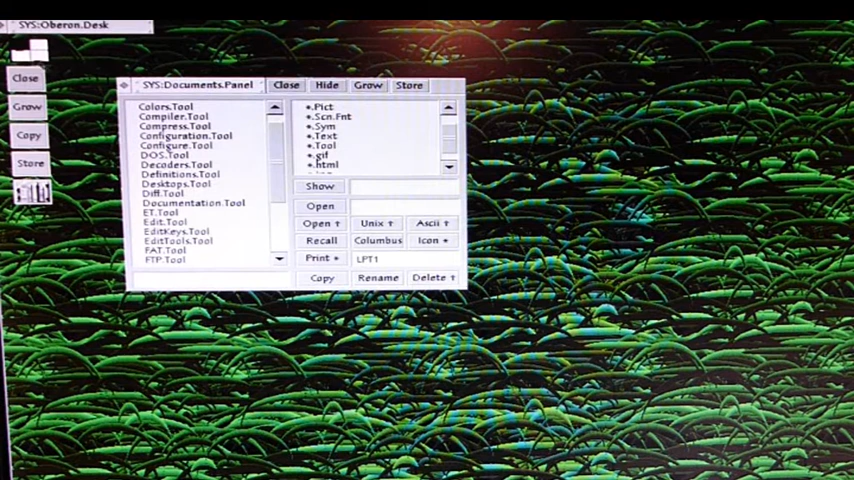 SYS:Oberon.Desk
Close
Grow
Copy
Store
SYS:Documents.Panel
Close
Hide
Grow
Store
Colors.Tool
Compiler.Tool
Compress.Tool
Configuration.Tool
Configure.Tool
DOS.Tool
Decoders.Tool
Definitions.Tool
Desktops.Tool
Diff.Tool
Documentation.Tool
ET.Tool
Edit.Tool
EditKeys.Tool
EditTools.Tool
FAT.Tool
FTP.Tool
*.Pict
*.Scn.Fnt
*.Sym
*.Text
*.Tool
*.gif
*.html
Show
Open
Open ↑
Unix ↑
Ascii ↑
Recall
Columbus
Icon *
Print *
LPT1
Copy
Rename
Delete ↑